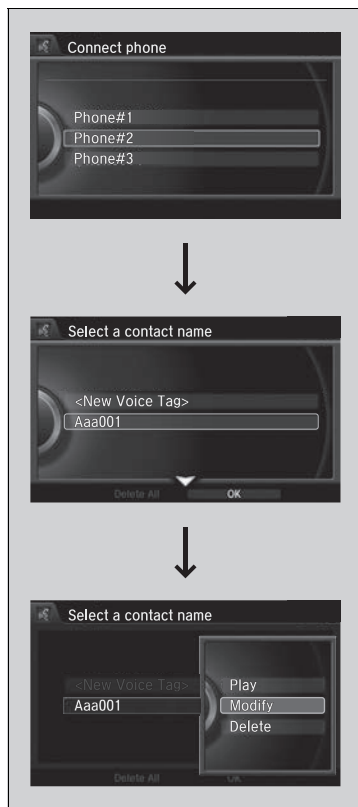 Connect phone
Phone#1
Phone#2
Phone#3
Select a contact name
<New Voice Tag>
Aaa001
Delete All OK
Select a contact name
<New Voice Tag> Play
Aaa001 Modify
Delete
Delete All OK